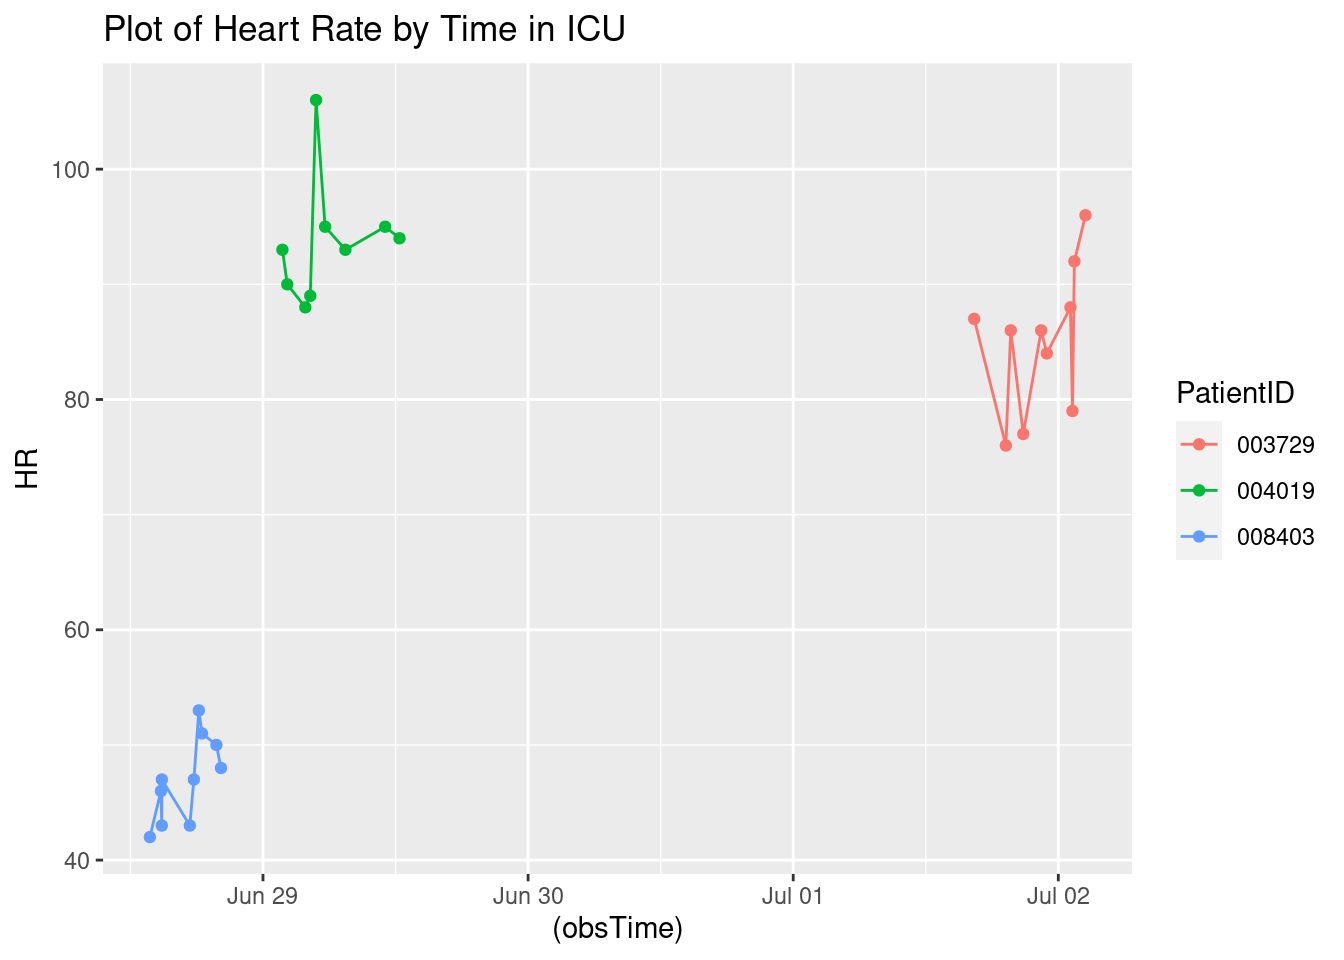 Plot of Heart Rate by Time in ICU
100
80
60
40
HR
Jun 29
Jun 30
Jul 01
Jul 02
(obsTime)
PatientID
003729
004019
008403